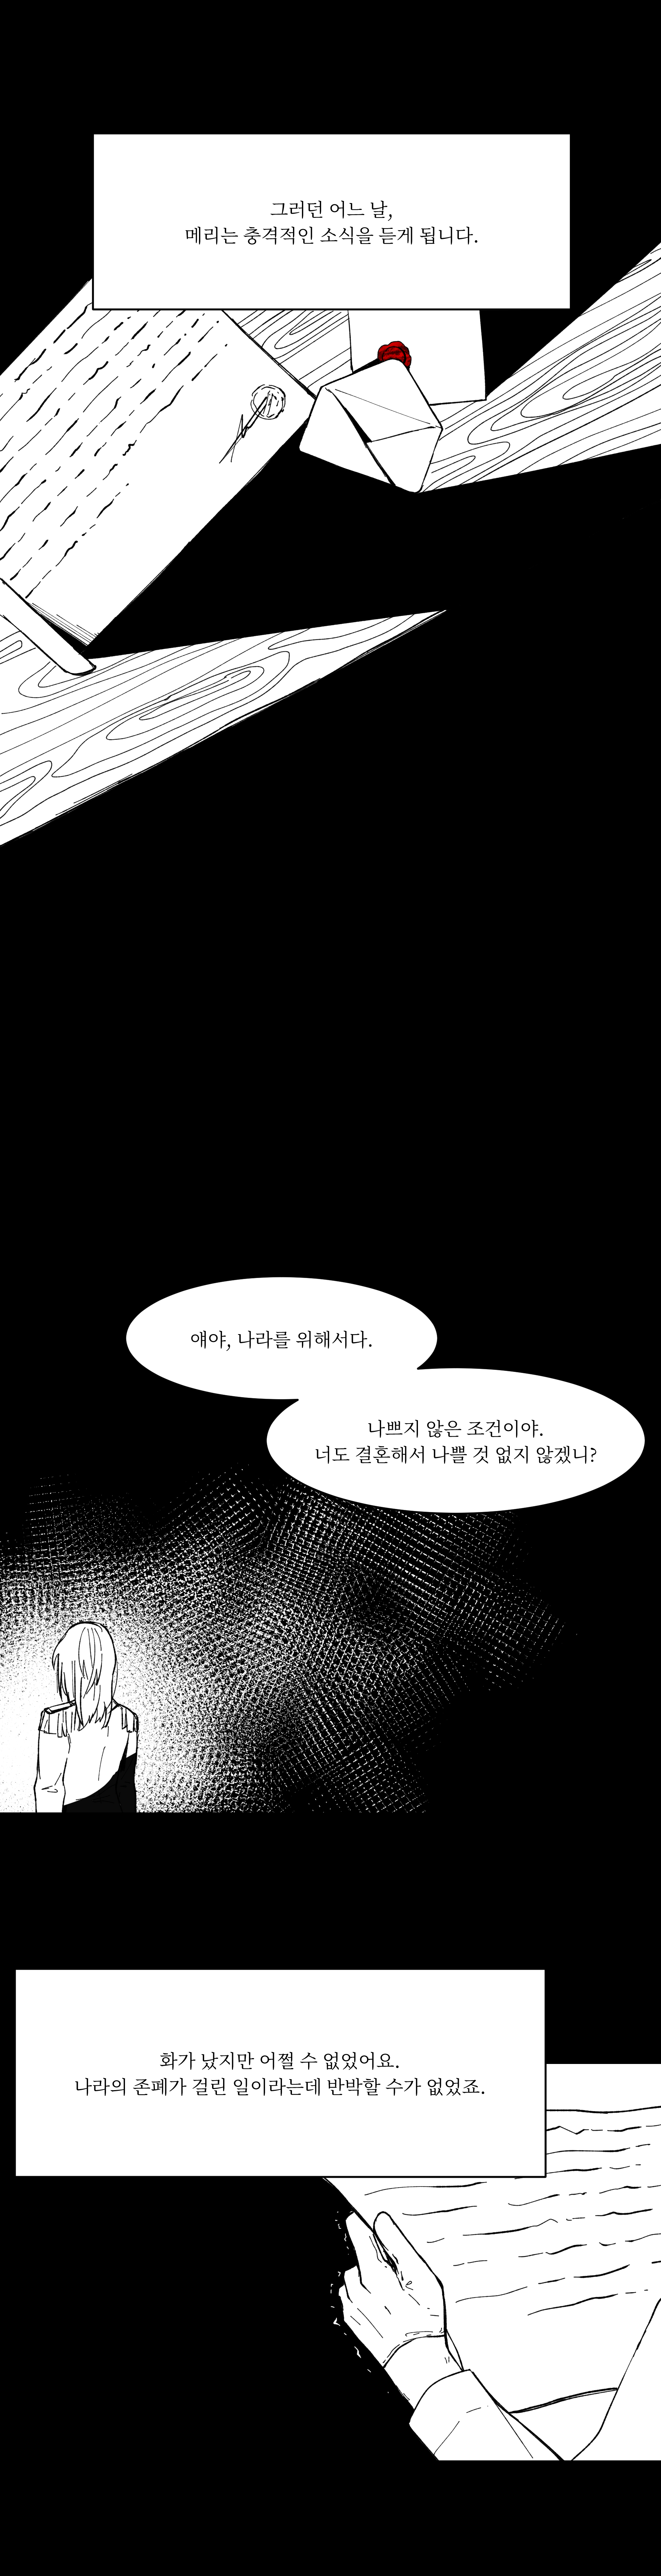 그러던 어느 날,
메리는 충격적인 소식을 듣게 됩니다.
얘야, 나라를 위해서다.
나쁘지 않은 조건이야.
너도 결혼해서 나쁠 것 없지 않겠니?
화가 났지만 어쩔 수 없었어요.
나라의 존폐가 걸린 일이라는데 반박할 수가 없었죠.